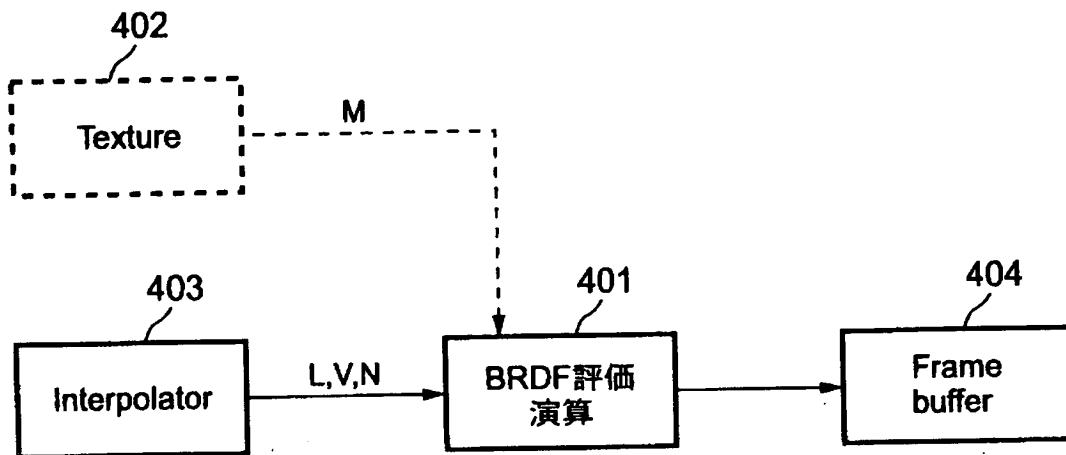 402
Texture
M
403
Interpolator
L,V,N
401
BRDF評価
演算
404
Frame
buffer